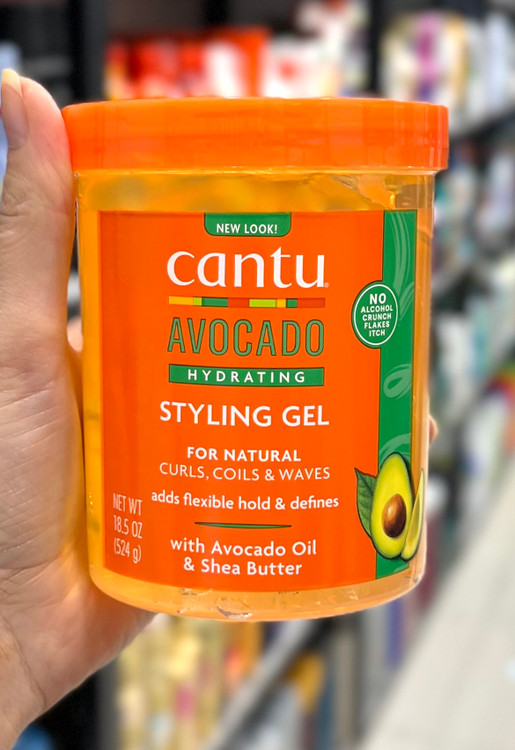 NEW LOOK!
cantu
AVOCADO
HYDRATING
STYLING GEL
NO
ALCOHOL
CRUNCH
FLAKES
ITCH
FOR NATURAL
CURLS, COILS & WAVES
adds flexible hold & defines
NET WT
18.5 OZ
(524 g)
with Avocado Oil
& Shea Butter